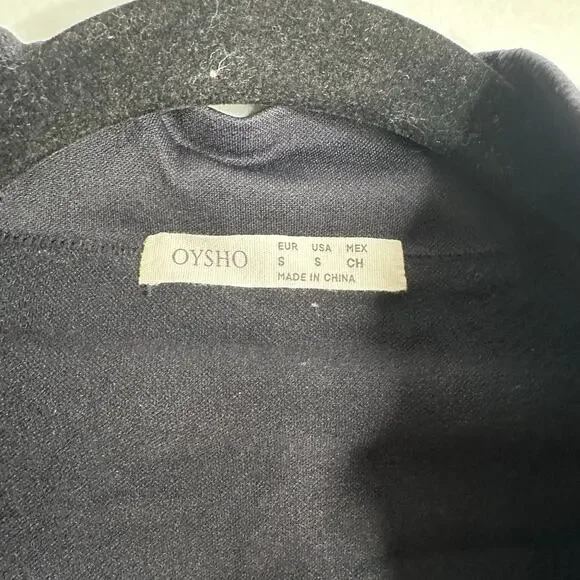 OYSHO
EUR USA MEX
S S CH
MADE IN CHINA